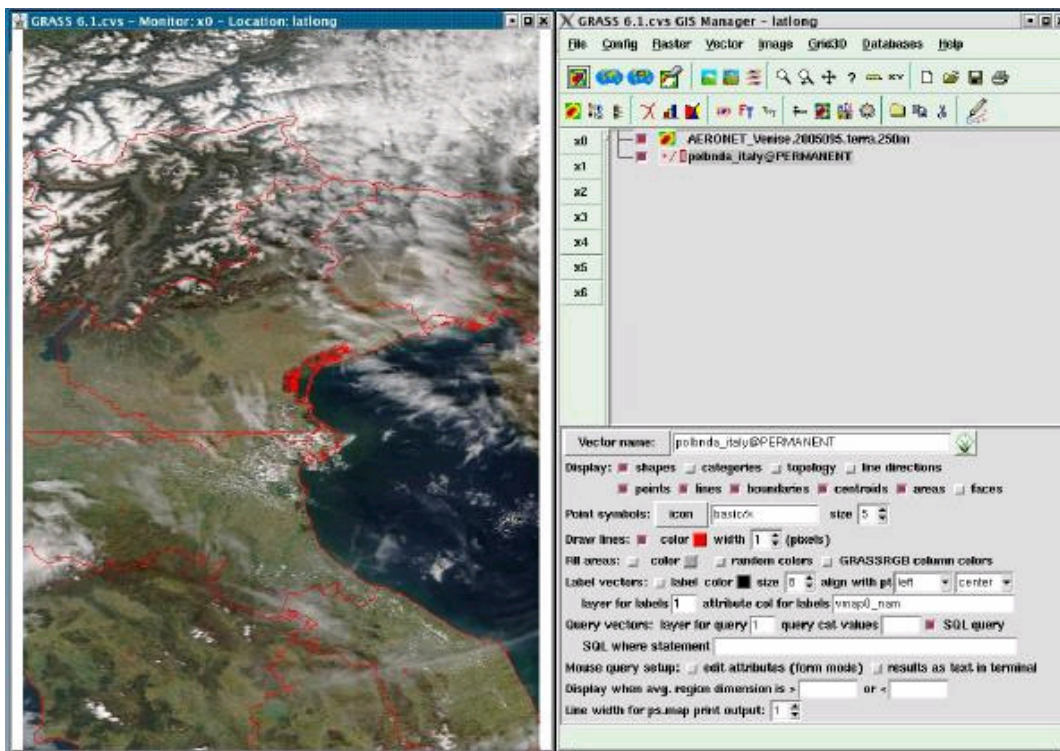 GRASS 6.1.cvs - Monitor: x0 - Location: latlong
GRASS 6.1.cvs GIS Manager - latlong
File Config Raster Vector Image Grid3D Databases Help
x0
x1
x2
x3
x4
x5
x6
AERONET_Venise.2005095.terra.250m
polbnda_italy@PERMANENT
Vector name: polbnda_italy@PERMANENT
Display: shapes categories topology line directions
points lines boundaries centroids areas faces
Point symbols: icon basic/x size 5
Draw lines: color width 1 (pixels)
Fill areas: color random colors GRASSRGB column colors
Label vectors: label color size 8 align with pt left center
layer for labels 1 attribute col for labels vmap0_nam
Query vectors: layer for query 1 query cat values SQL query
SQL where statement
Mouse query setup: edit attributes (form mode) results as text in terminal
Display when avg. region dimension is > or <
Line width for ps.map print output: 1